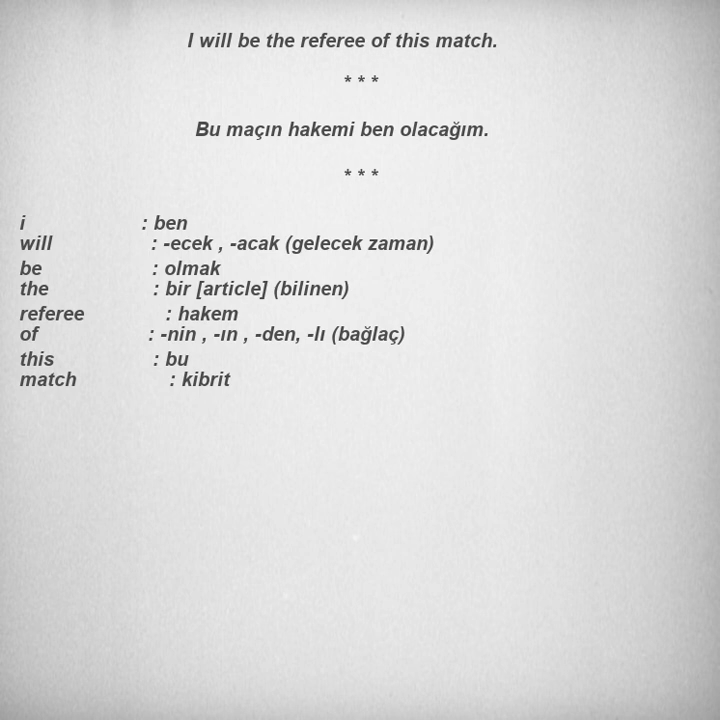 I will be the referee of this match.
* * *
Bu maçın hakemi ben olacağım.
* * *
i : ben
will : -ecek , -acak (gelecek zaman)
be : olmak
the : bir [article] (bilinen)
referee : hakem
of : -nin , -ın , -den, -lı (bağlaç)
this : bu
match : kibrit